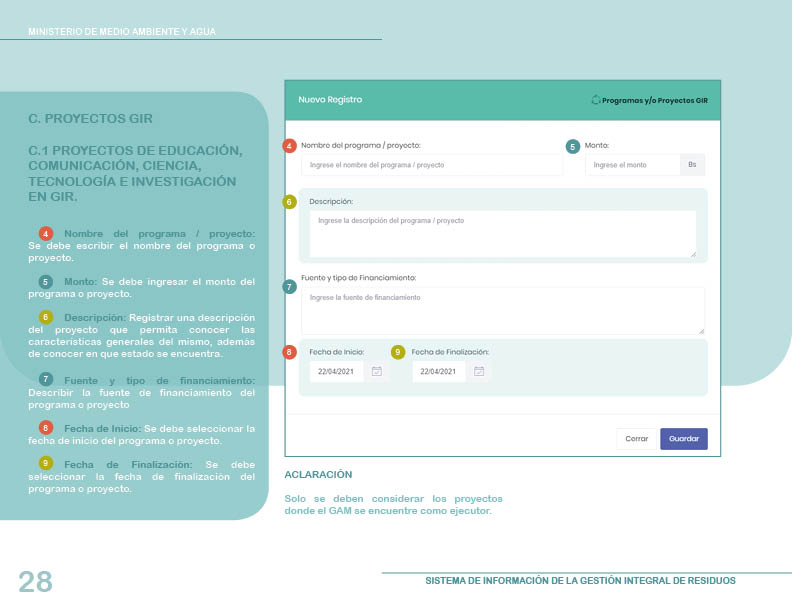 MINISTERIO DE MEDIO AMBIENTE Y AGUA
C. PROYECTOS GIR
C.1 PROYECTOS DE EDUCACIÓN,
COMUNICACIÓN, CIENCIA,
TECNOLOGÍA E INVESTIGACIÓN
EN GIR.
4 Nombre del programa / proyecto:
Se debe escribir el nombre del programa o
proyecto.
5 Monto: Se debe ingresar el monto del
programa o proyecto.
6 Descripción: Registrar una descripción
del proyecto que permita conocer las
características generales del mismo, además
de conocer en que estado se encuentra.
7 Fuente y tipo de financiamiento:
Describir la fuente de financiamiento del
programa o proyecto
8 Fecha de Inicio: Se debe seleccionar la
fecha de inicio del programa o proyecto.
9 Fecha de Finalización: Se debe
seleccionar la fecha de finalización del
programa o proyecto.
Nuevo Registro
Programas y/o Proyectos GIR
4 Nombre del programa / proyecto:
Ingrese el nombre del programa / proyecto
5 Monto:
Ingrese el monto Bs
6 Descripción:
Ingrese la descripción del programa / proyecto
7 Fuente y tipo de Financiamiento:
Ingrese la fuente de financiamiento
8 Fecha de Inicio:
22/04/2021
9 Fecha de Finalización:
22/04/2021
Cerrar Guardar
ACLARACIÓN
Solo se deben considerar los proyectos
donde el GAM se encuentre como ejecutor.
28
SISTEMA DE INFORMACIÓN DE LA GESTIÓN INTEGRAL DE RESIDUOS